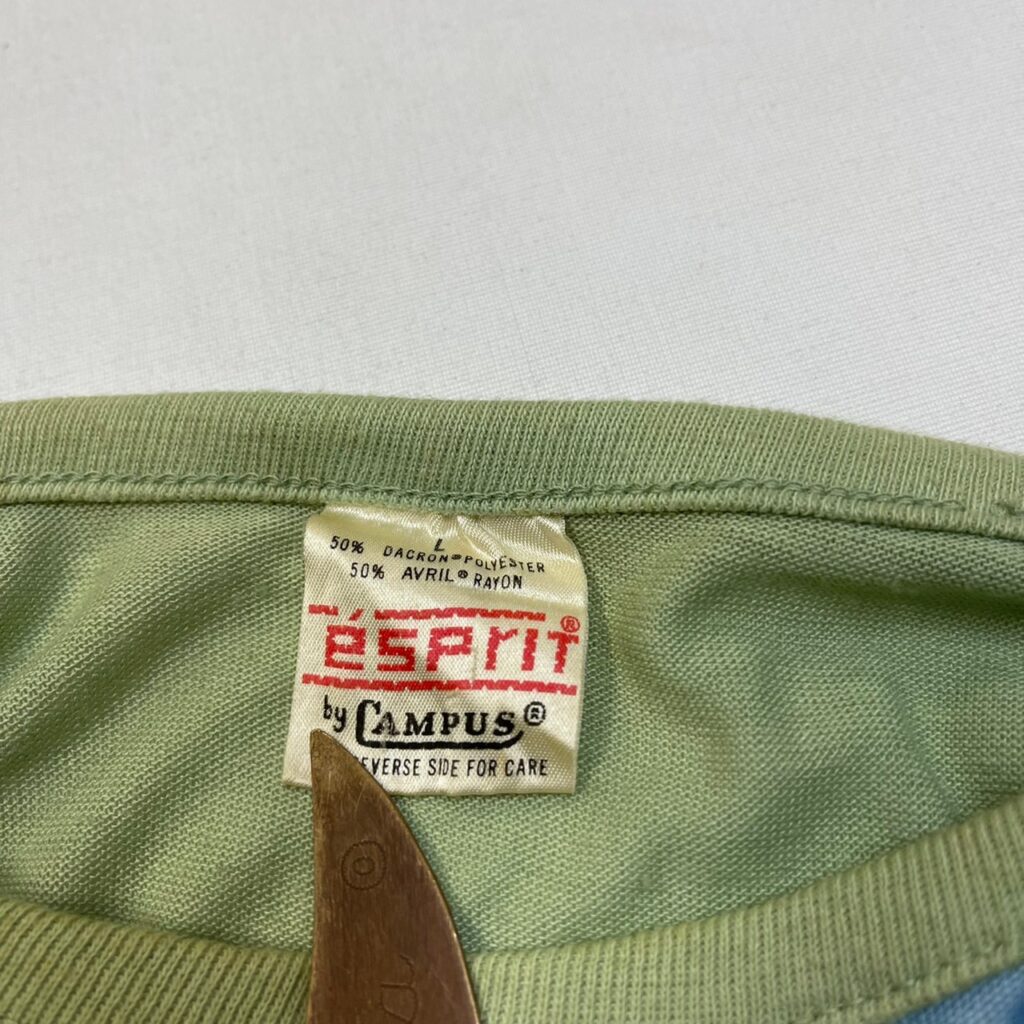 L
50% DACRON® POLYESTER
50% AVRIL® RAYON
ésprit®
by CAMPUS®
EVERSE SIDE FOR CARE